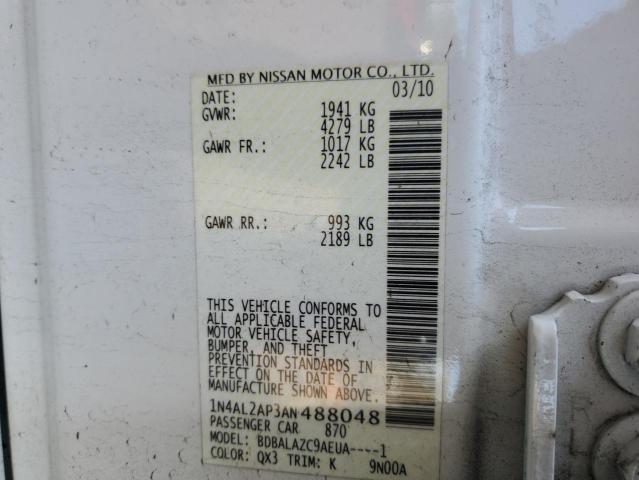 MFD BY NISSAN MOTOR CO., LTD.
DATE: 03/10
GVWR: 1941 KG
4279 LB
GAWR FR.: 1017 KG
2242 LB
GAWR RR.: 993 KG
2189 LB
THIS VEHICLE CONFORMS TO
ALL APPLICABLE FEDERAL
MOTOR VEHICLE SAFETY,
BUMPER, AND THEFT
PREVENTION STANDARDS IN
EFFECT ON THE DATE OF
MANUFACTURE SHOWN ABOVE.
1N4AL2AP3AN488048
PASSENGER CAR 870
MODEL: BDBALAZC9AEUA----1
COLOR: QX3 TRIM: K 9N00A